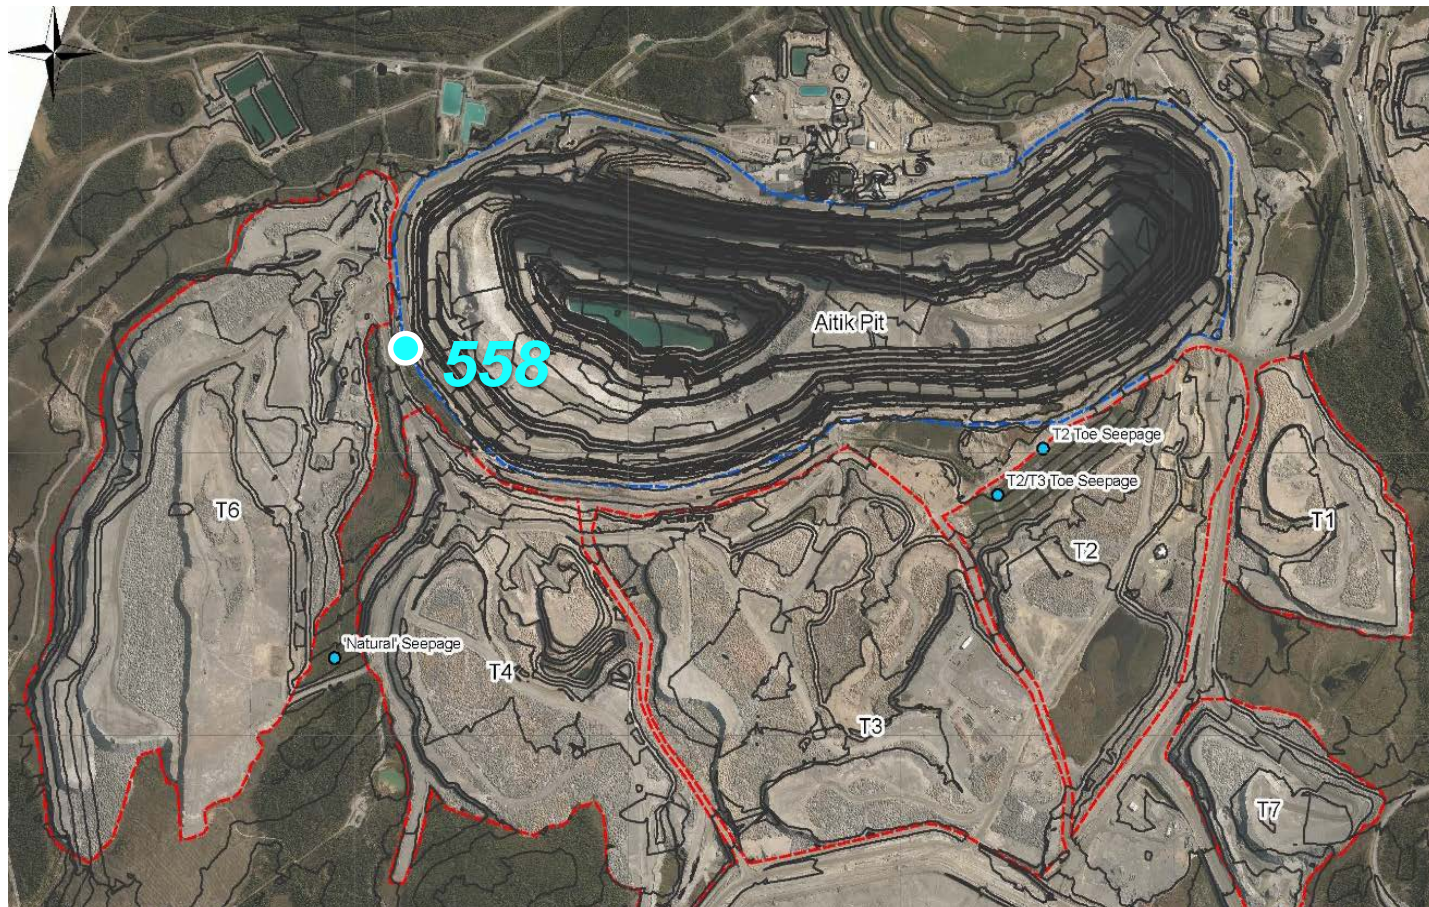 Aitik Pit
558
T2 Toe Seepage
T2/T3 Toe Seepage
T6
T1
T2
'Natural' Seepage
T4
T3
T7